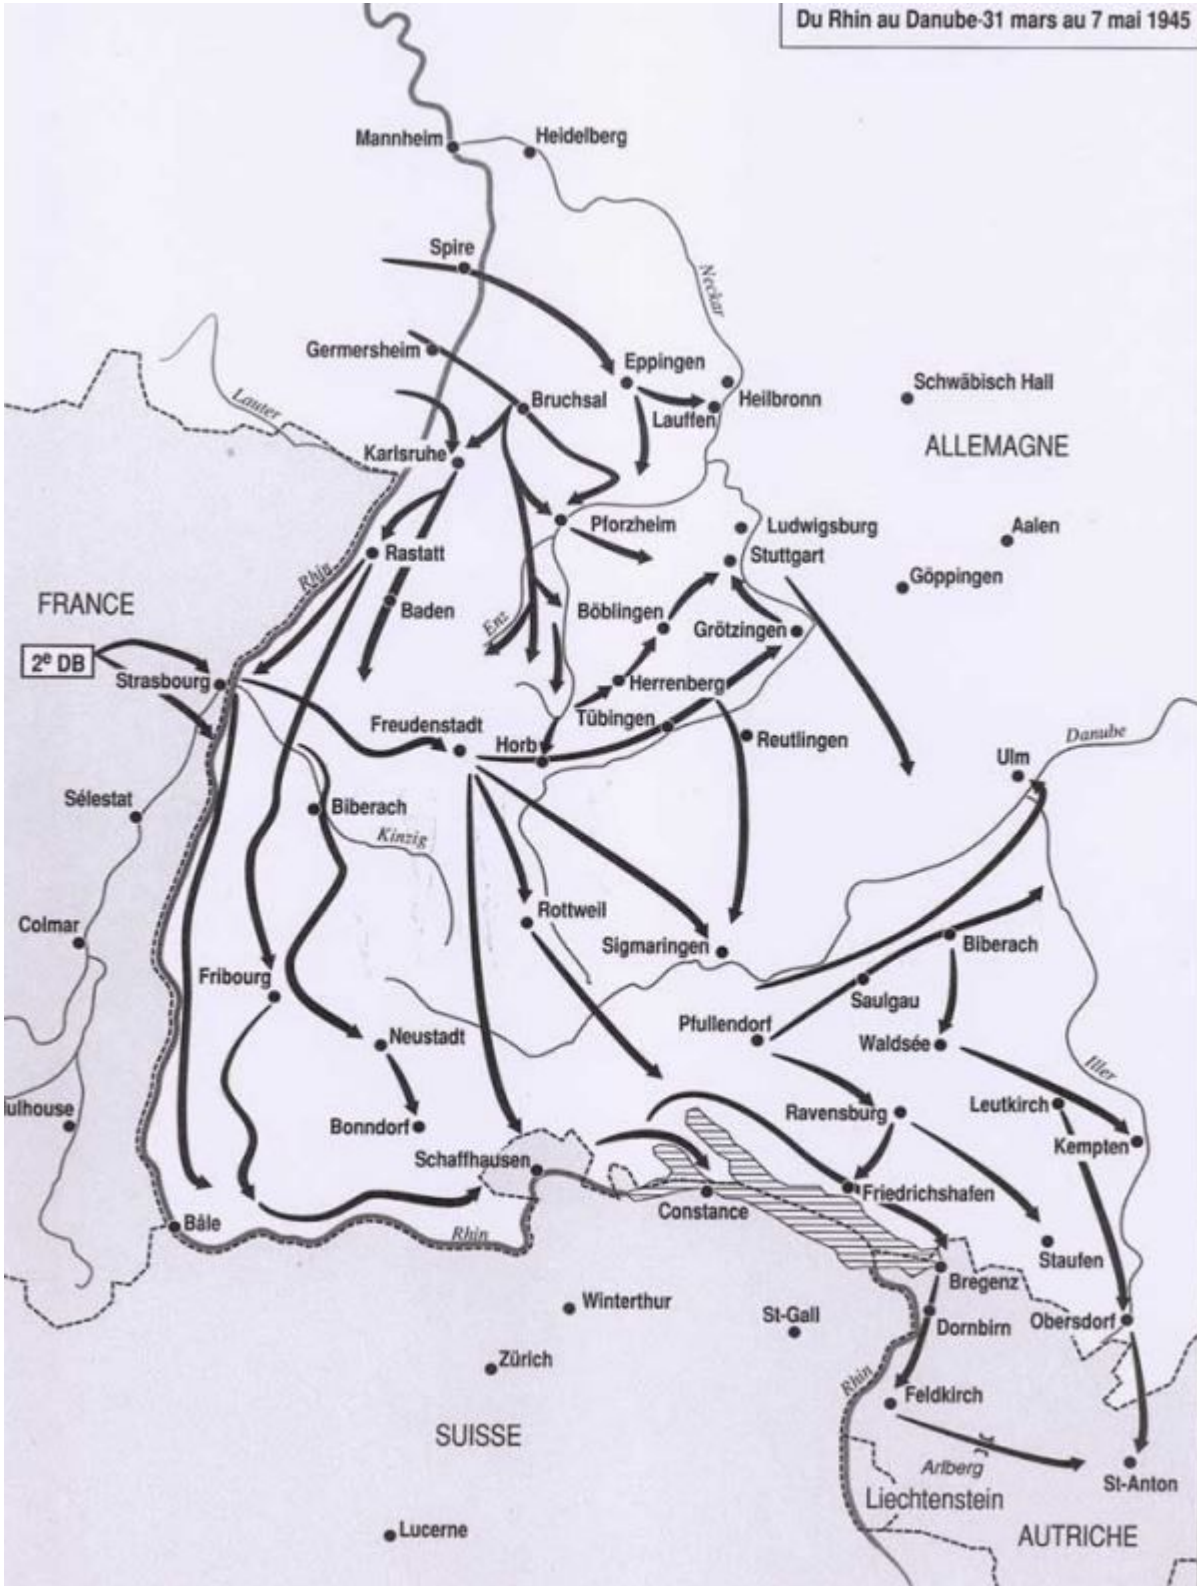 Du Rhin au Danube-31 mars au 7 mai 1945
Mannheim
Heidelberg
Spire
Neckar
Germersheim
Eppingen
Schwäbisch Hall
Bruchsal
Heilbronn
Lauffen
Lauter
ALLEMAGNE
Karlsruhe
Pforzheim
Ludwigsburg
Aalen
Rastatt
Stuttgart
Rhin
Göppingen
FRANCE
Baden
Enz
Böblingen
Grötzingen
2e DB
Strasbourg
Herrenberg
Freudenstadt
Tübingen
Horb
Reutlingen
Danube
Ulm
Sélestat
Biberach
Kinzig
Rottweil
Colmar
Sigmaringen
Biberach
Fribourg
Saulgau
Pfullendorf
Neustadt
Waldsée
Iller
ulhouse
Ravensburg
Leutkirch
Bonndorf
Kempten
Schaffhausen
Friedrichshafen
Constance
Bâle
Rhin
Staufen
Bregenz
Winterthur
St-Gall
Dornbirn
Obersdorf
Zürich
Rhin
Feldkirch
SUISSE
Arlberg
St-Anton
Liechtenstein
Lucerne
AUTRICHE